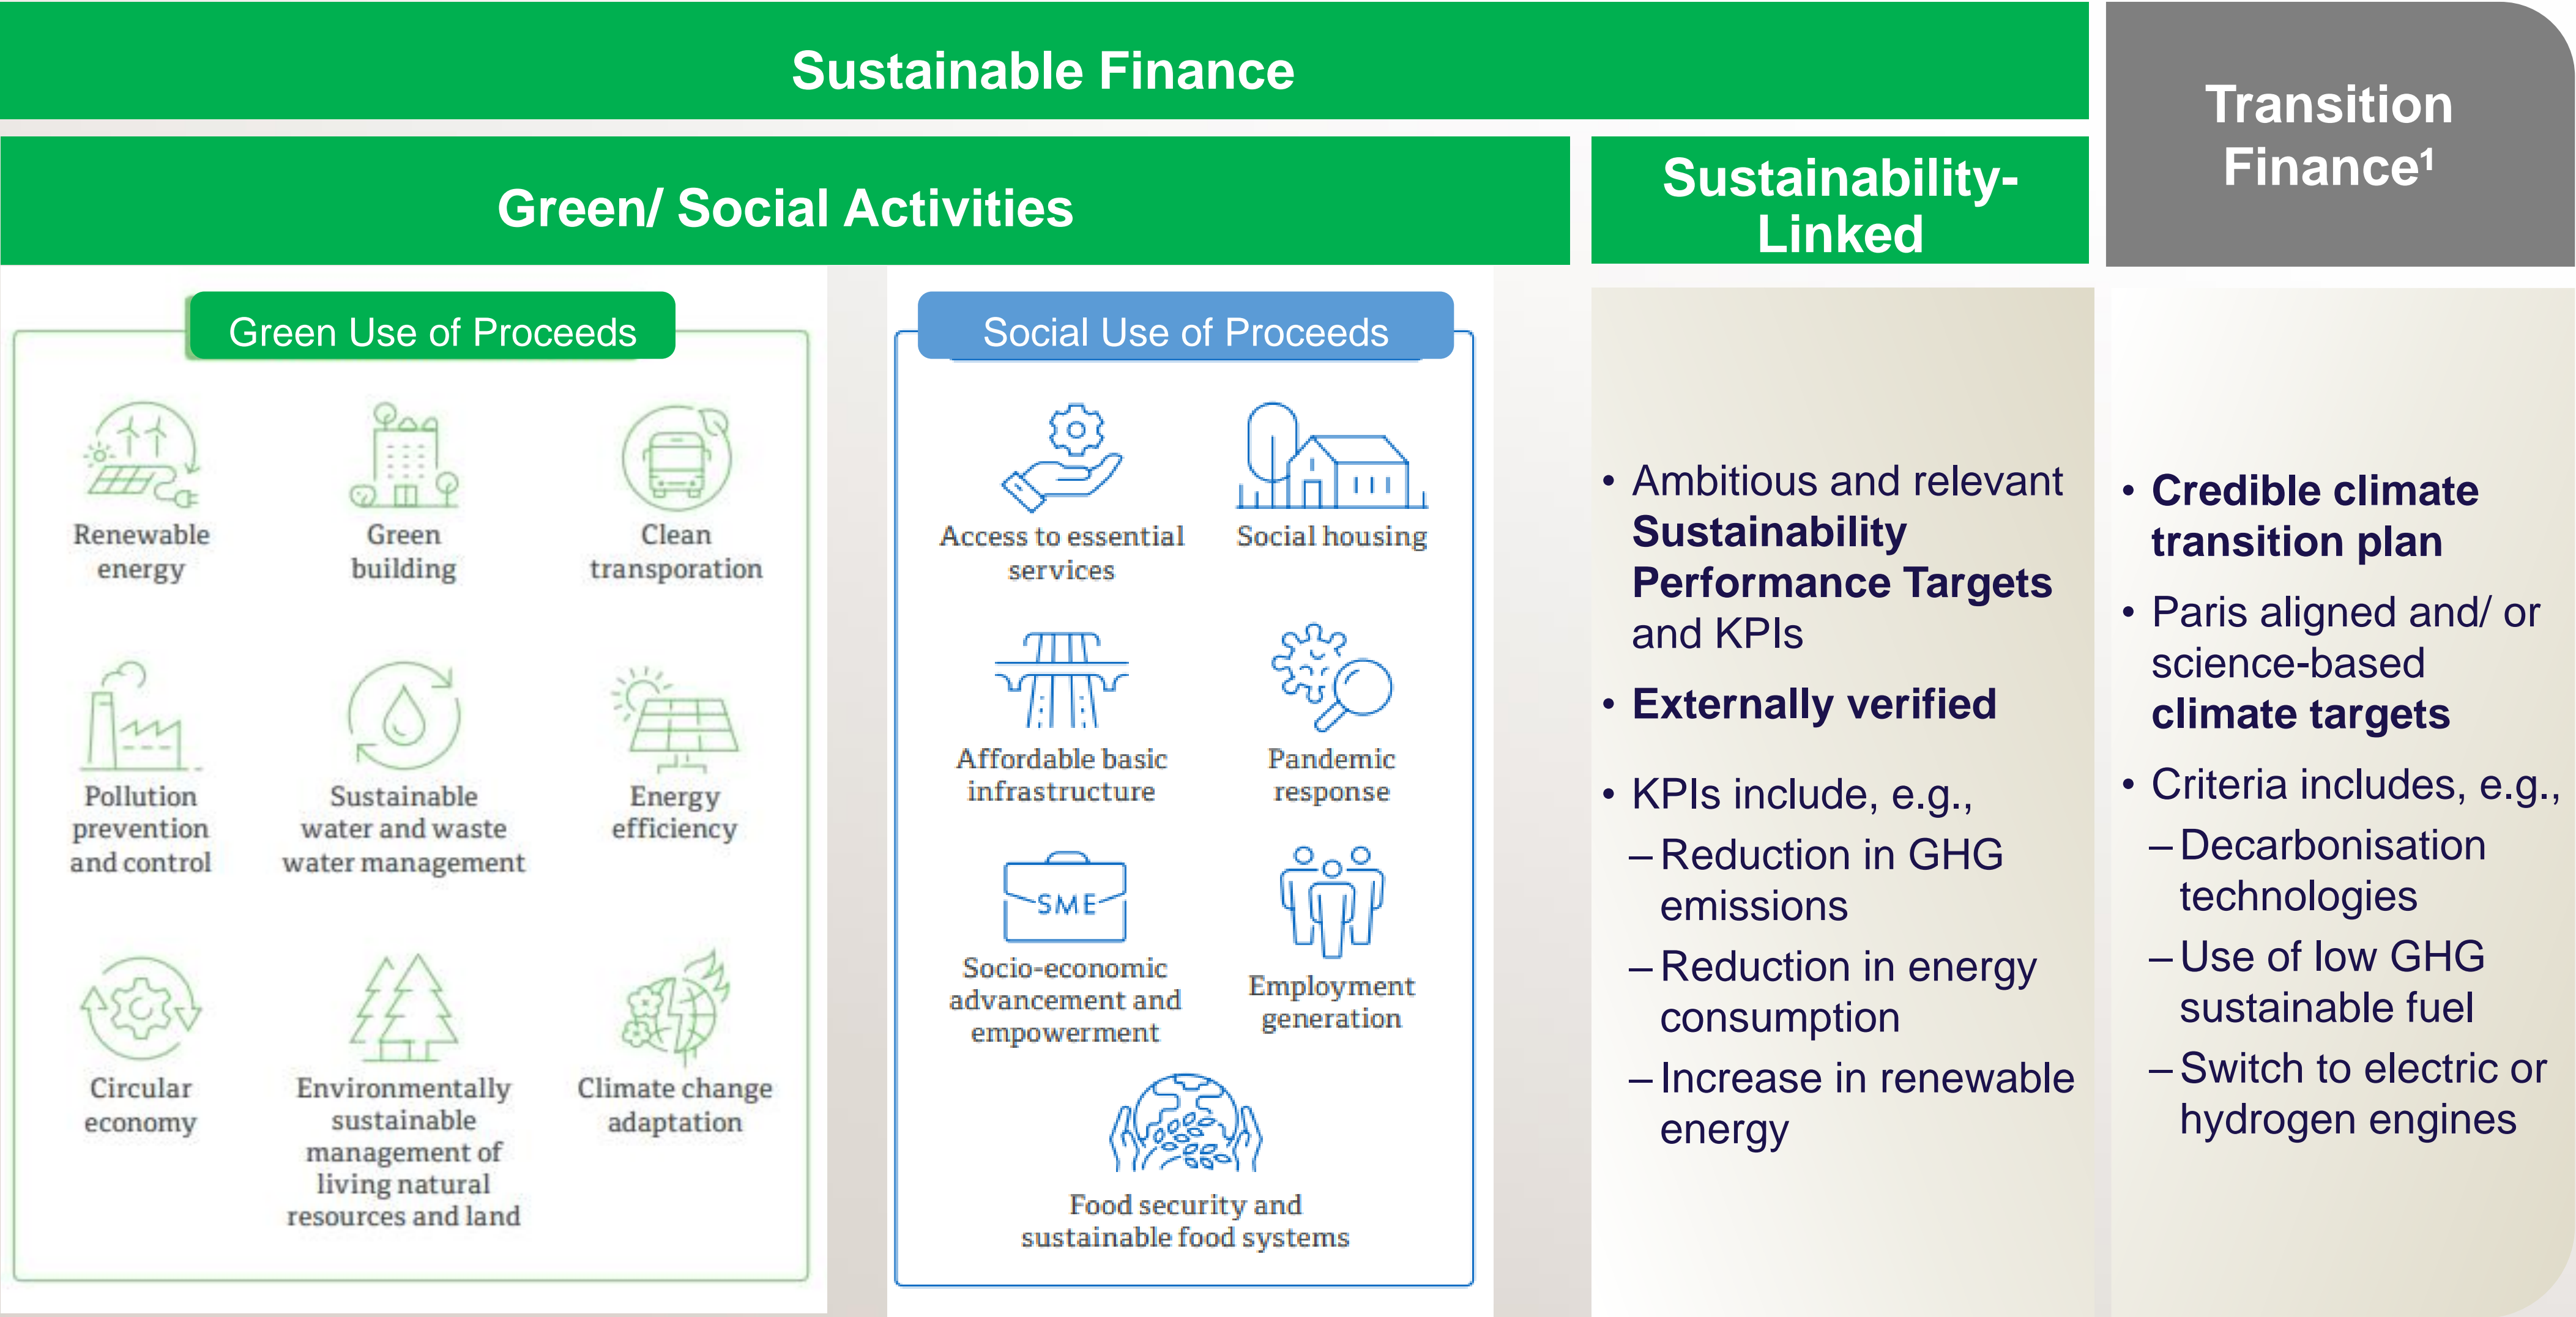 Sustainable Finance
Transition
Finance¹
Green/ Social Activities
Sustainability-
Linked
Green Use of Proceeds
Renewable
energy
Green
building
Clean
transporation
Pollution
prevention
and control
Sustainable
water and waste
water management
Energy
efficiency
Circular
economy
Environmentally
sustainable
management of
living natural
resources and land
Climate change
adaptation
Social Use of Proceeds
Access to essential
services
Social housing
Affordable basic
infrastructure
Pandemic
response
SME
Socio-economic
advancement and
empowerment
Employment
generation
Food security and
sustainable food systems
• Ambitious and relevant
Sustainability
Performance Targets
and KPIs
• Externally verified
• KPIs include, e.g.,
– Reduction in GHG
emissions
– Reduction in energy
consumption
– Increase in renewable
energy
• Credible climate
transition plan
• Paris aligned and/ or
science-based
climate targets
• Criteria includes, e.g.,
– Decarbonisation
technologies
– Use of low GHG
sustainable fuel
– Switch to electric or
hydrogen engines